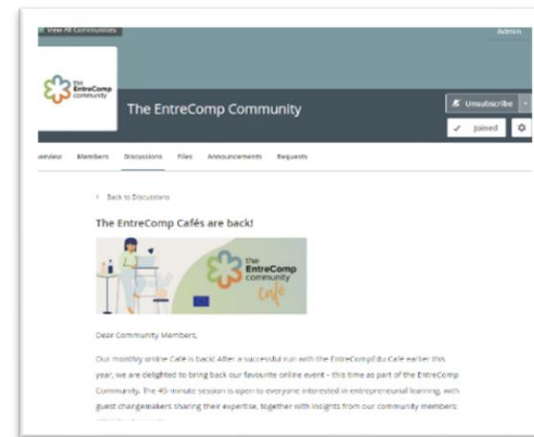 View All Communities
Admin
the
EntreComp
community
The EntreComp Community
Unsubscribe
Joined
Members Discussions Files Announcements Requests
Back to Discussions
The EntreComp Cafés are back!
the
EntreComp
community
café
Dear Community Members,
Our monthly online Café is back! After a successful run with the EntreCompEdu Café earlier this
year, we are delighted to bring back our favourite online event - this time as part of the EntreComp
Community. The 45-minute session is open to everyone interested in entrepreneurial learning, with
guest changemakers sharing their expertise, together with insights from our community members: